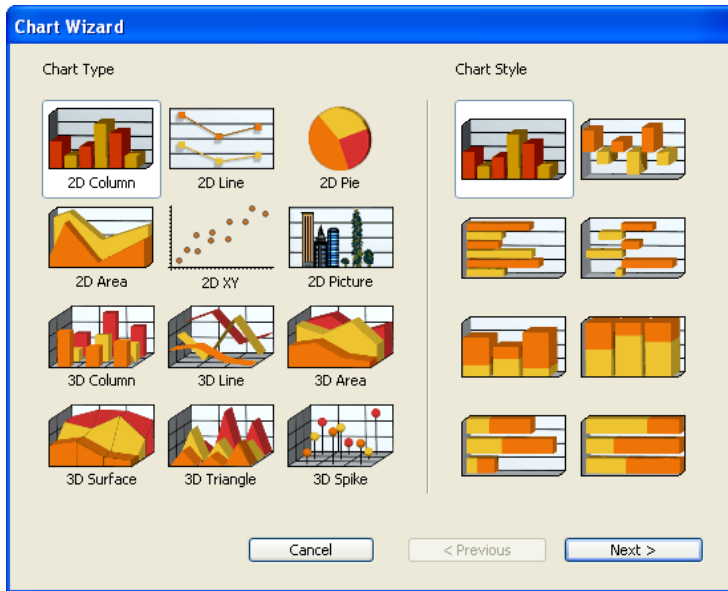 Chart Wizard
Chart Type
Chart Style
2D Column
2D Line
2D Pie
2D Area
2D XY
2D Picture
3D Column
3D Line
3D Area
3D Surface
3D Triangle
3D Spike
Cancel
< Previous
Next >